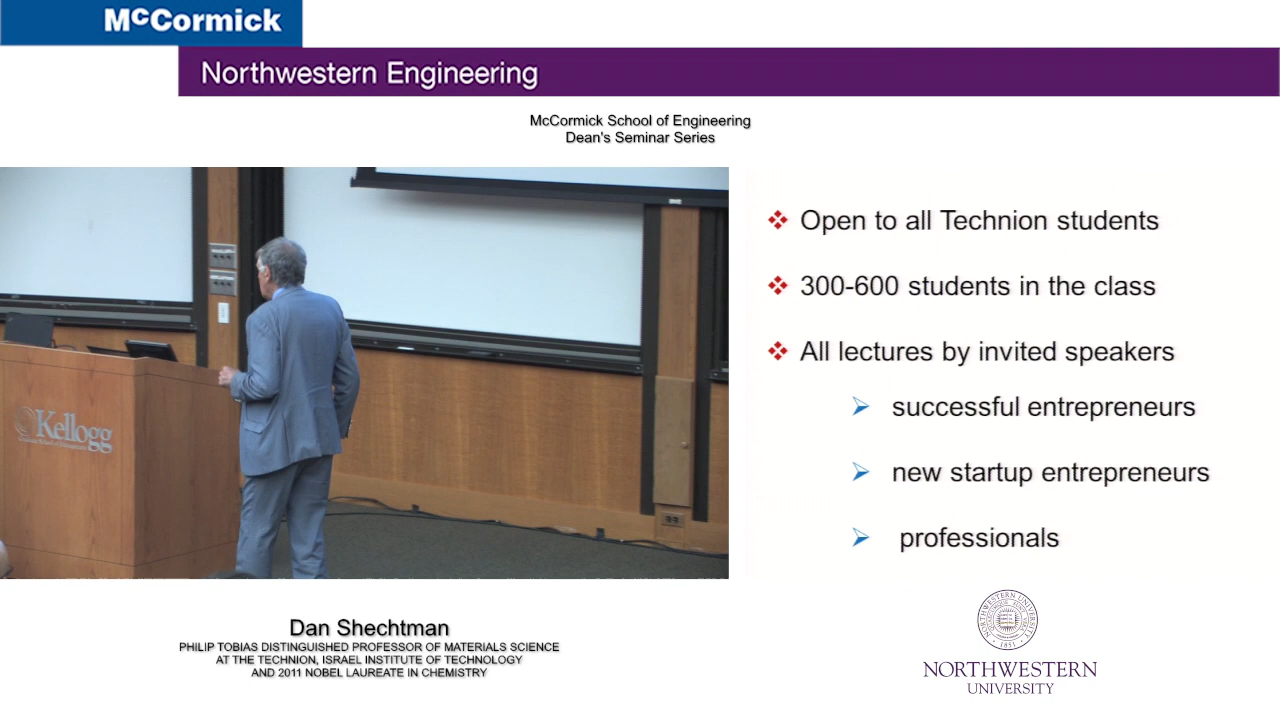 McCormick
Northwestern Engineering
McCormick School of Engineering
Dean's Seminar Series
Open to all Technion students
300-600 students in the class
All lectures by invited speakers
successful entrepreneurs
new startup entrepreneurs
professionals
Kellogg
Dan Shechtman
PHILIP TOBIAS DISTINGUISHED PROFESSOR OF MATERIALS SCIENCE
AT THE TECHNION, ISRAEL INSTITUTE OF TECHNOLOGY
AND 2011 NOBEL LAUREATE IN CHEMISTRY
NORTHWESTERN UNIVERSITY
1851
NORTHWESTERN
UNIVERSITY